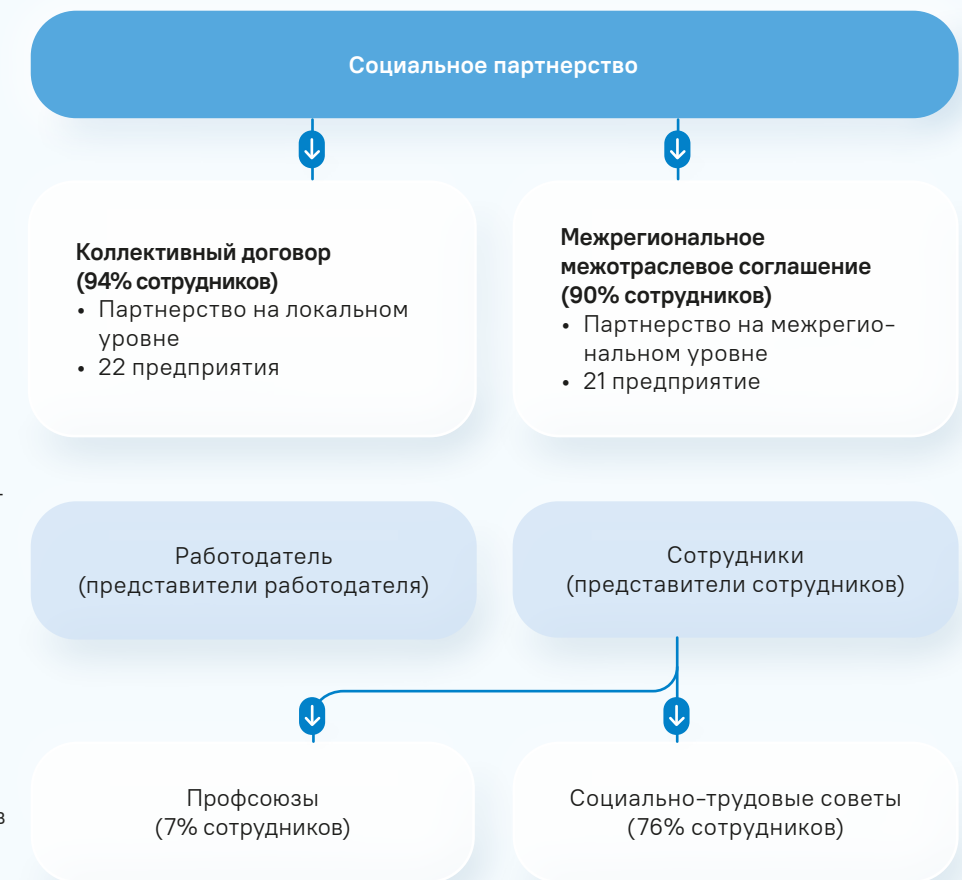 Социальное партнерство
Коллективный договор
(94% сотрудников)
• Партнерство на локальном
уровне
• 22 предприятия
Межрегиональное
межотраслевое соглашение
(90% сотрудников)
• Партнерство на межрегио-
нальном уровне
• 21 предприятие
Работодатель
(представители работодателя)
Сотрудники
(представители сотрудников)
Профсоюзы
(7% сотрудников)
Социально-трудовые советы
(76% сотрудников)